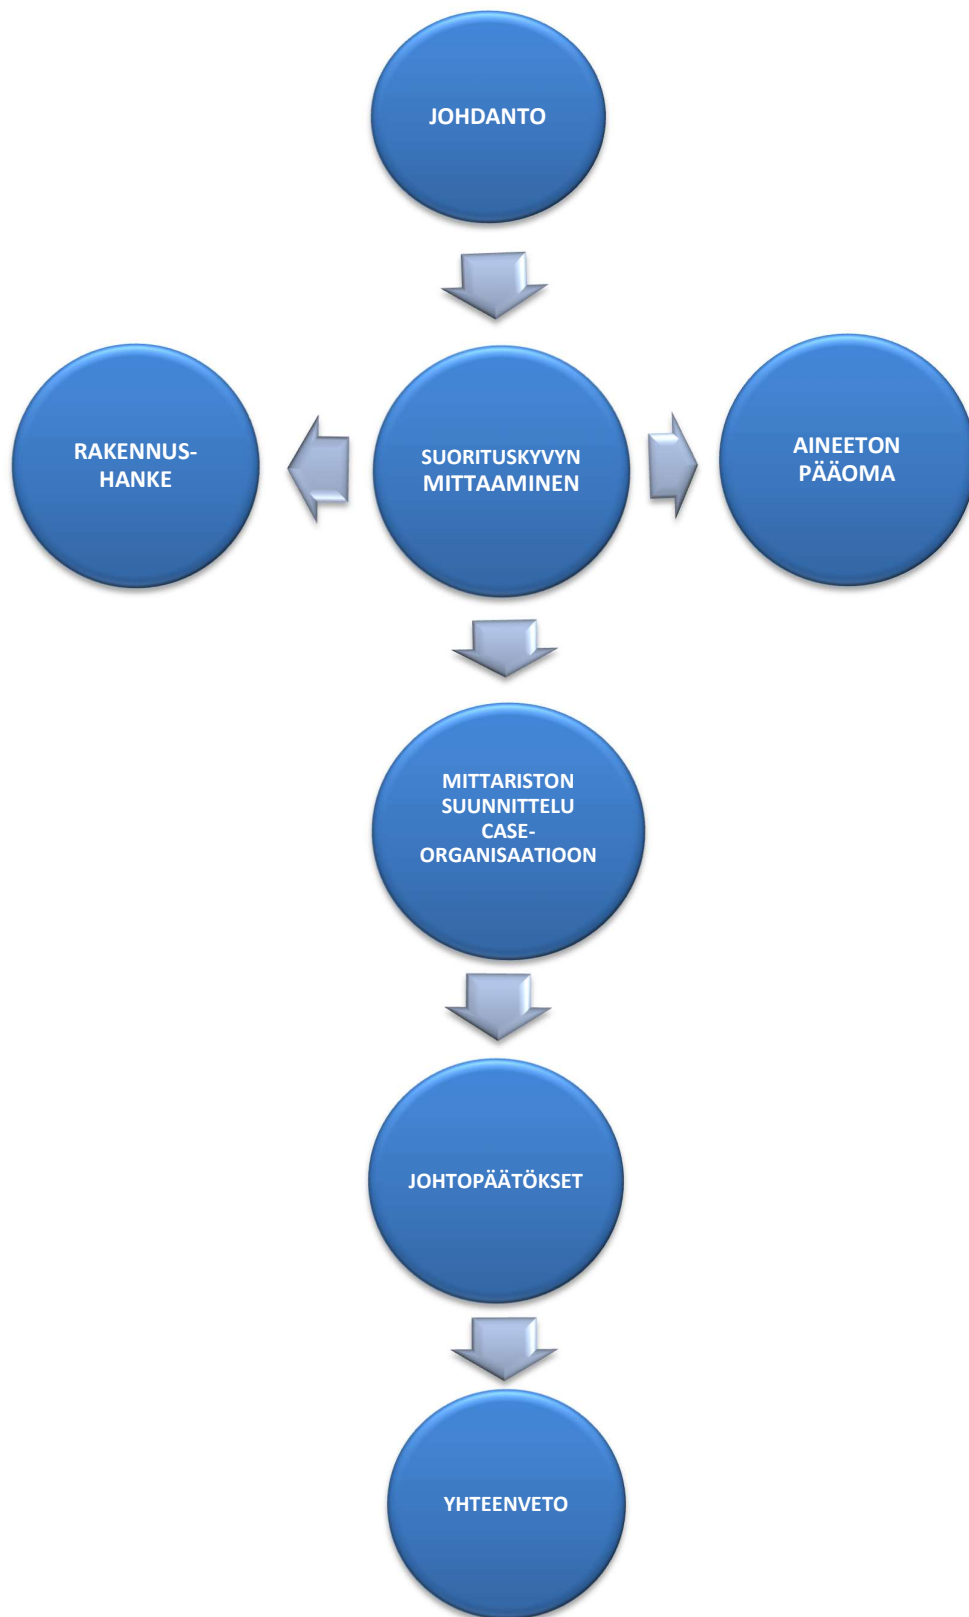 JOHDANTO
RAKENNUS-
HANKE
SUORITUSKYVYN
MITTAAMINEN
AINEETON
PÄÄOMA
MITTARISTON
SUUNNITTELU
CASE-
ORGANISAATIOON
JOHTOPÄÄTÖKSET
YHTEENVETO